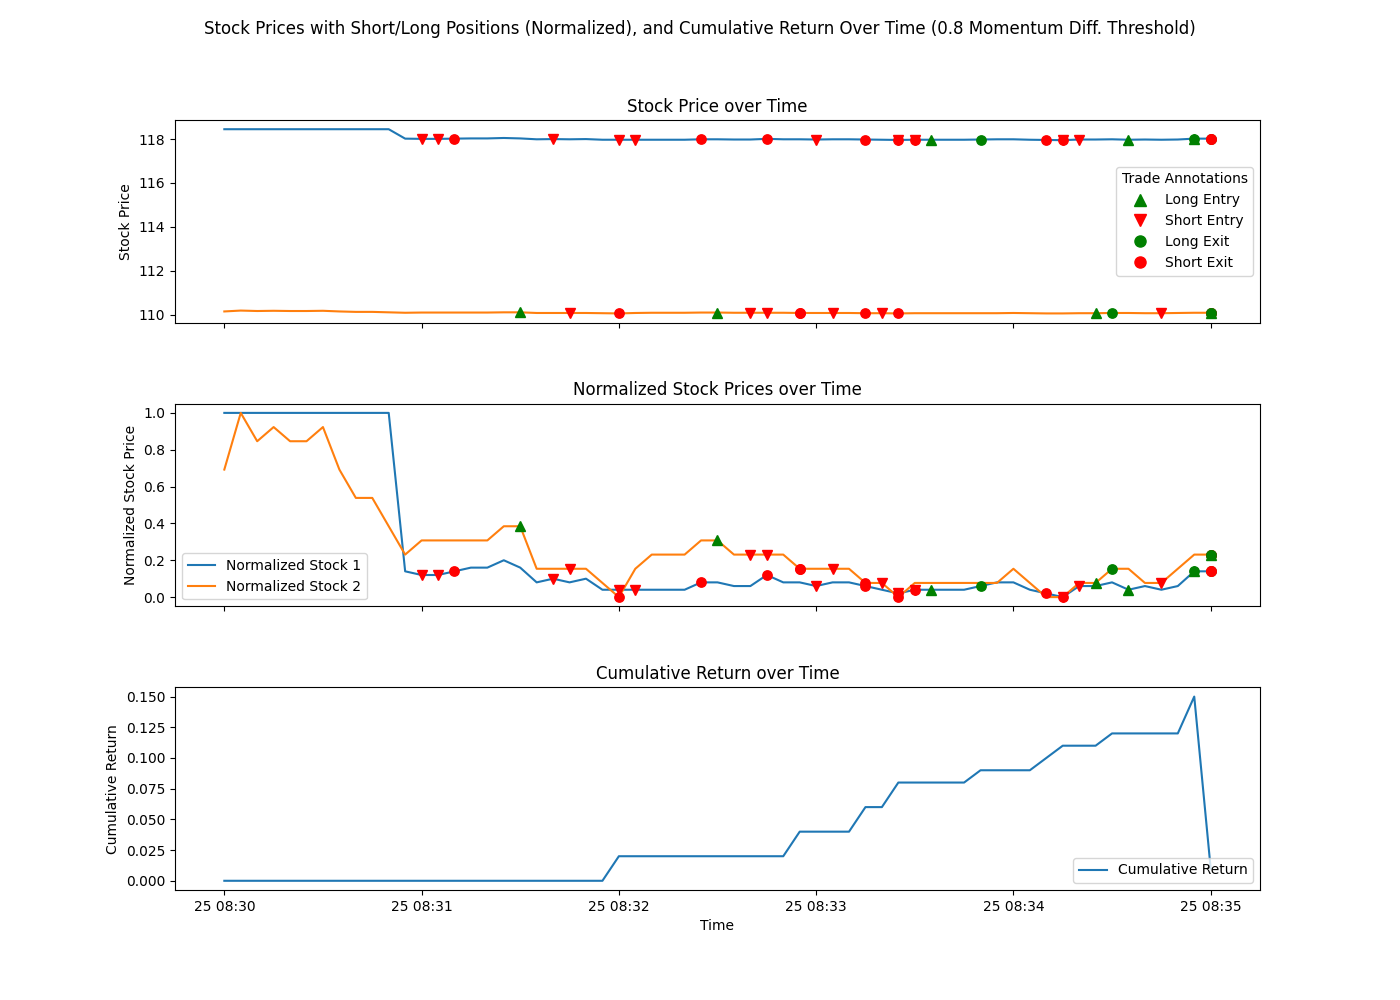 Stock Prices with Short/Long Positions (Normalized), and Cumulative Return Over Time (0.8 Momentum Diff. Threshold)
Stock Price over Time
Stock Price
118
116
114
112
110
Trade Annotations
Long Entry
Short Entry
Long Exit
Short Exit
Normalized Stock Prices over Time
Normalized Stock Price
1.0
0.8
0.6
0.4
0.2
0.0
Normalized Stock 1
Normalized Stock 2
Cumulative Return over Time
Cumulative Return
0.150
0.125
0.100
0.075
0.050
0.025
0.000
Cumulative Return
25 08:30 25 08:31 25 08:32 25 08:33 25 08:34 25 08:35
Time